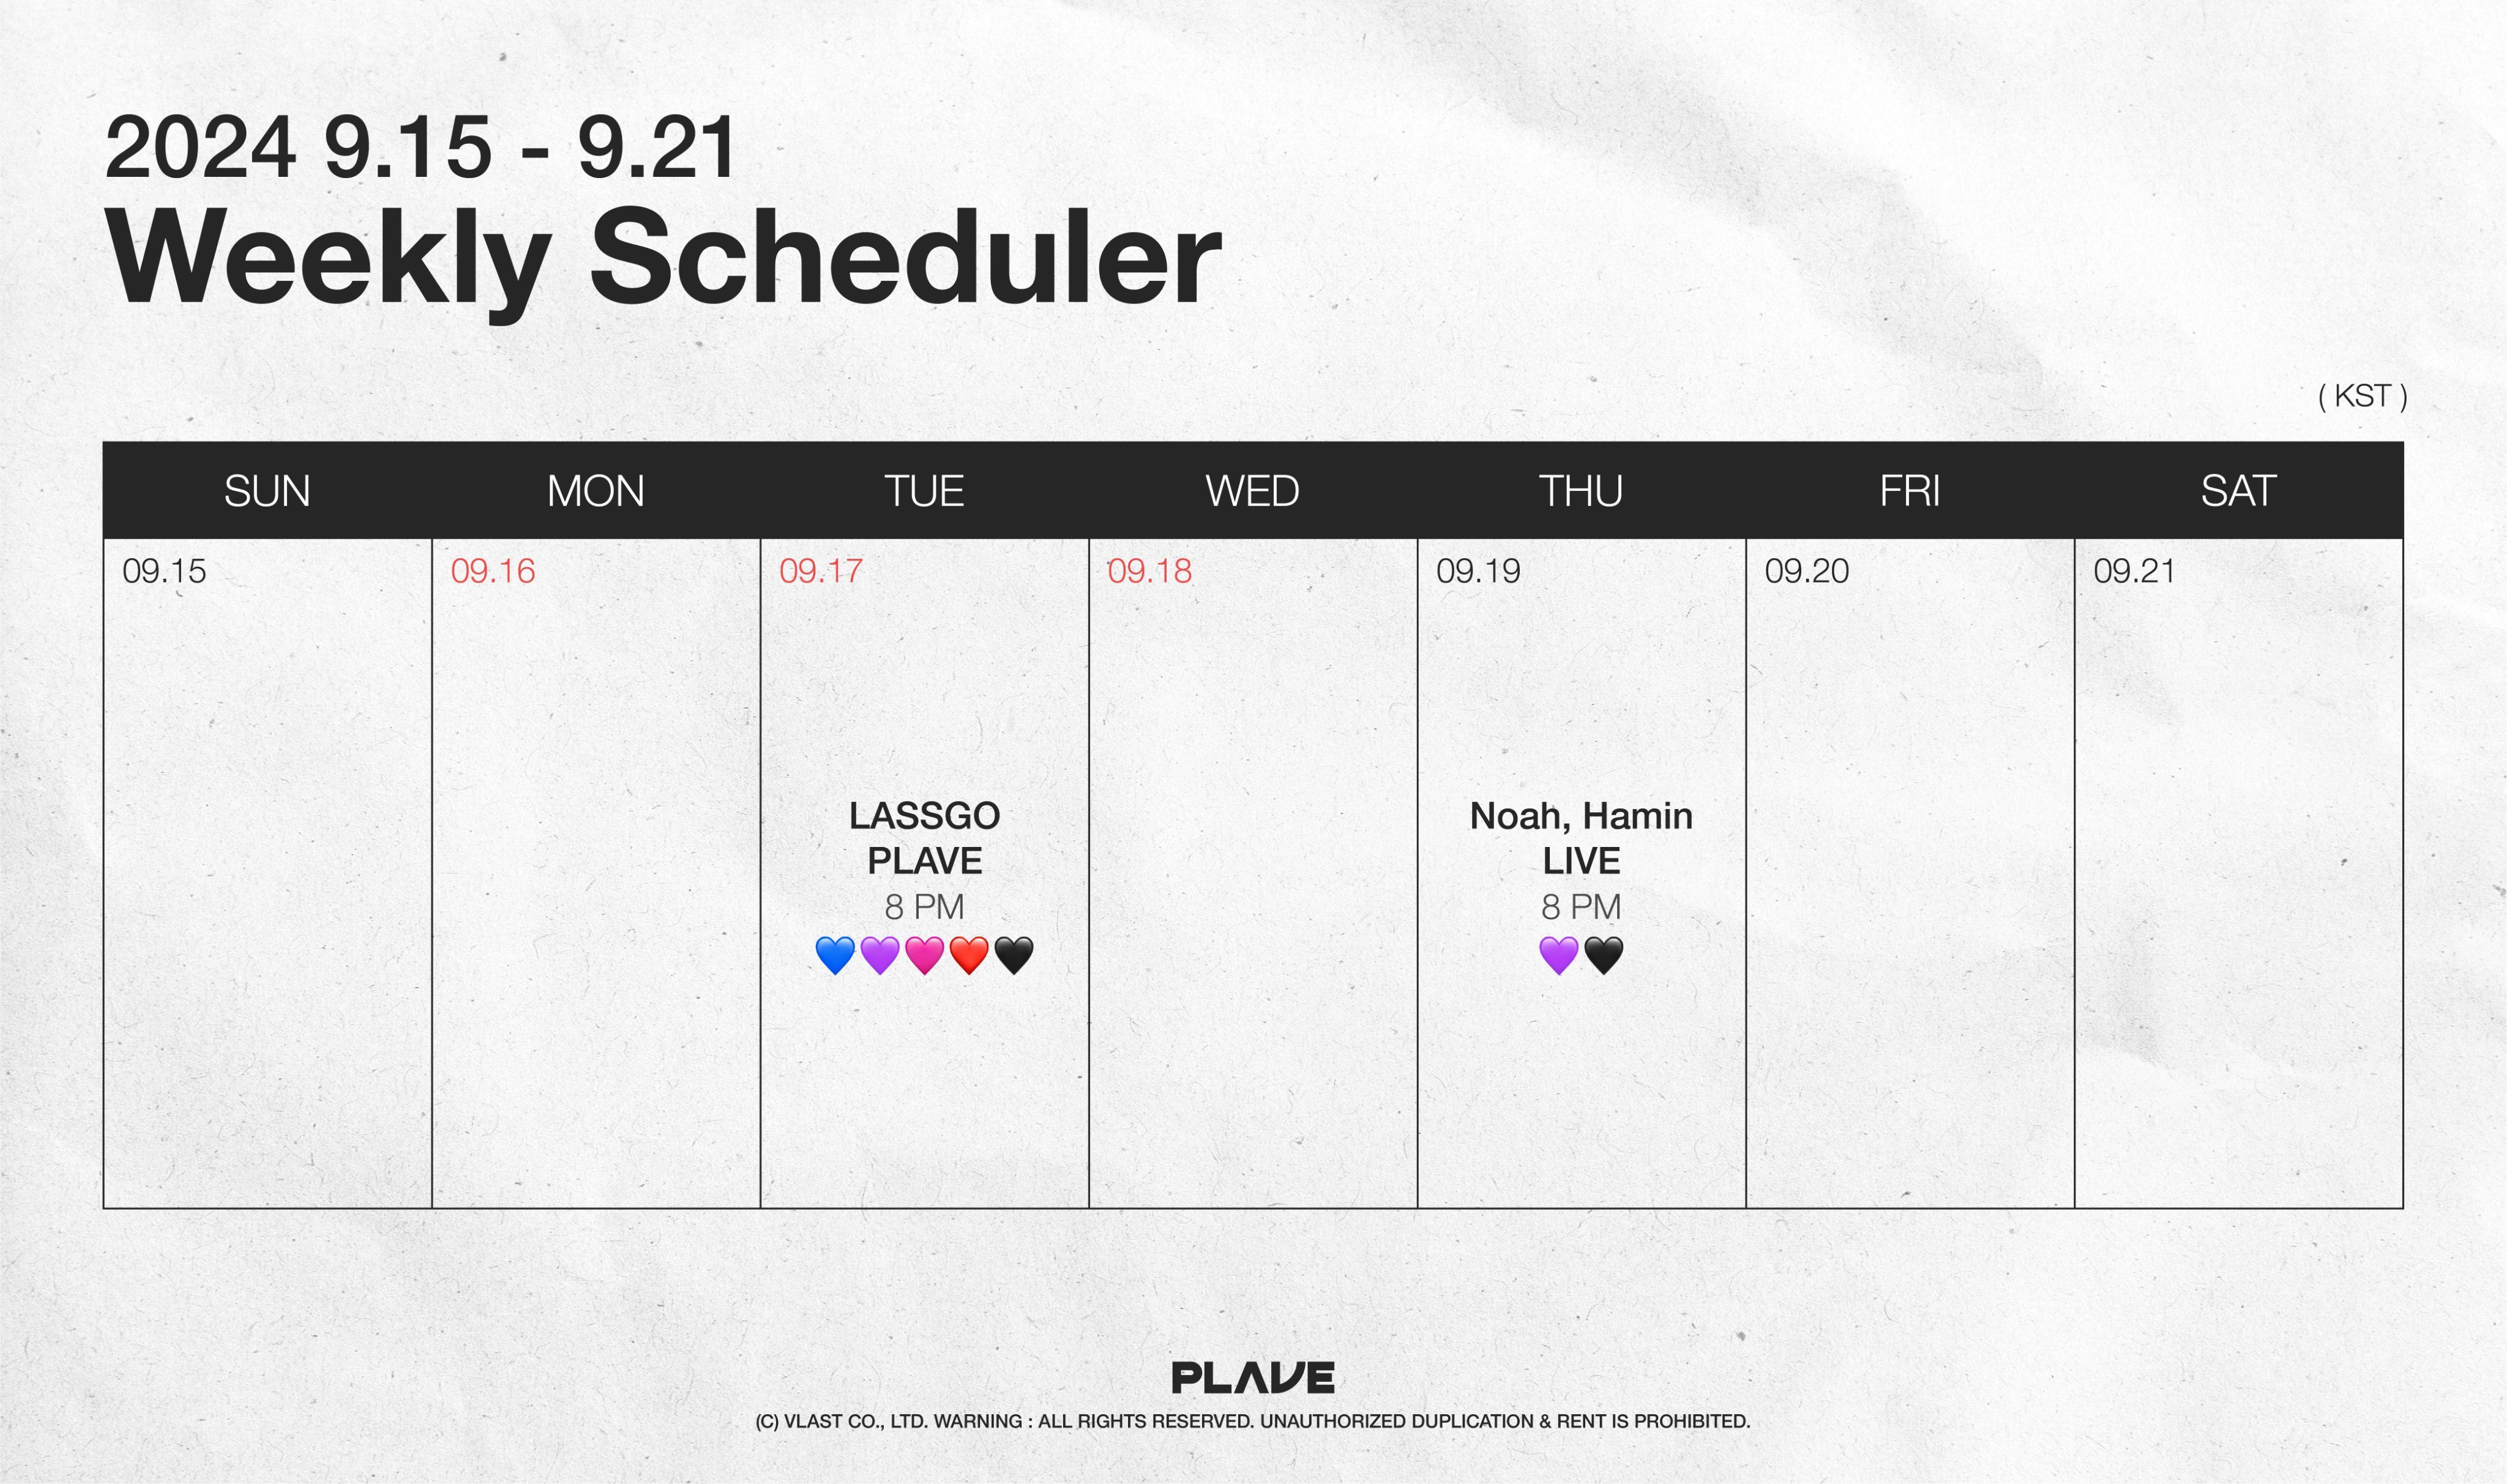 2024 9.15 - 9.21
Weekly Scheduler
( KST )
SUN MON TUE WED THU FRI SAT
09.15 09.16 09.17 09.18 09.19 09.20 09.21
LASSGO
PLAVE
8 PM
💙💜🩷❤️🖤
Noah, Hamin
LIVE
8 PM
💜🖤
PLAVE
(C) VLAST CO., LTD. WARNING : ALL RIGHTS RESERVED. UNAUTHORIZED DUPLICATION & RENT IS PROHIBITED.